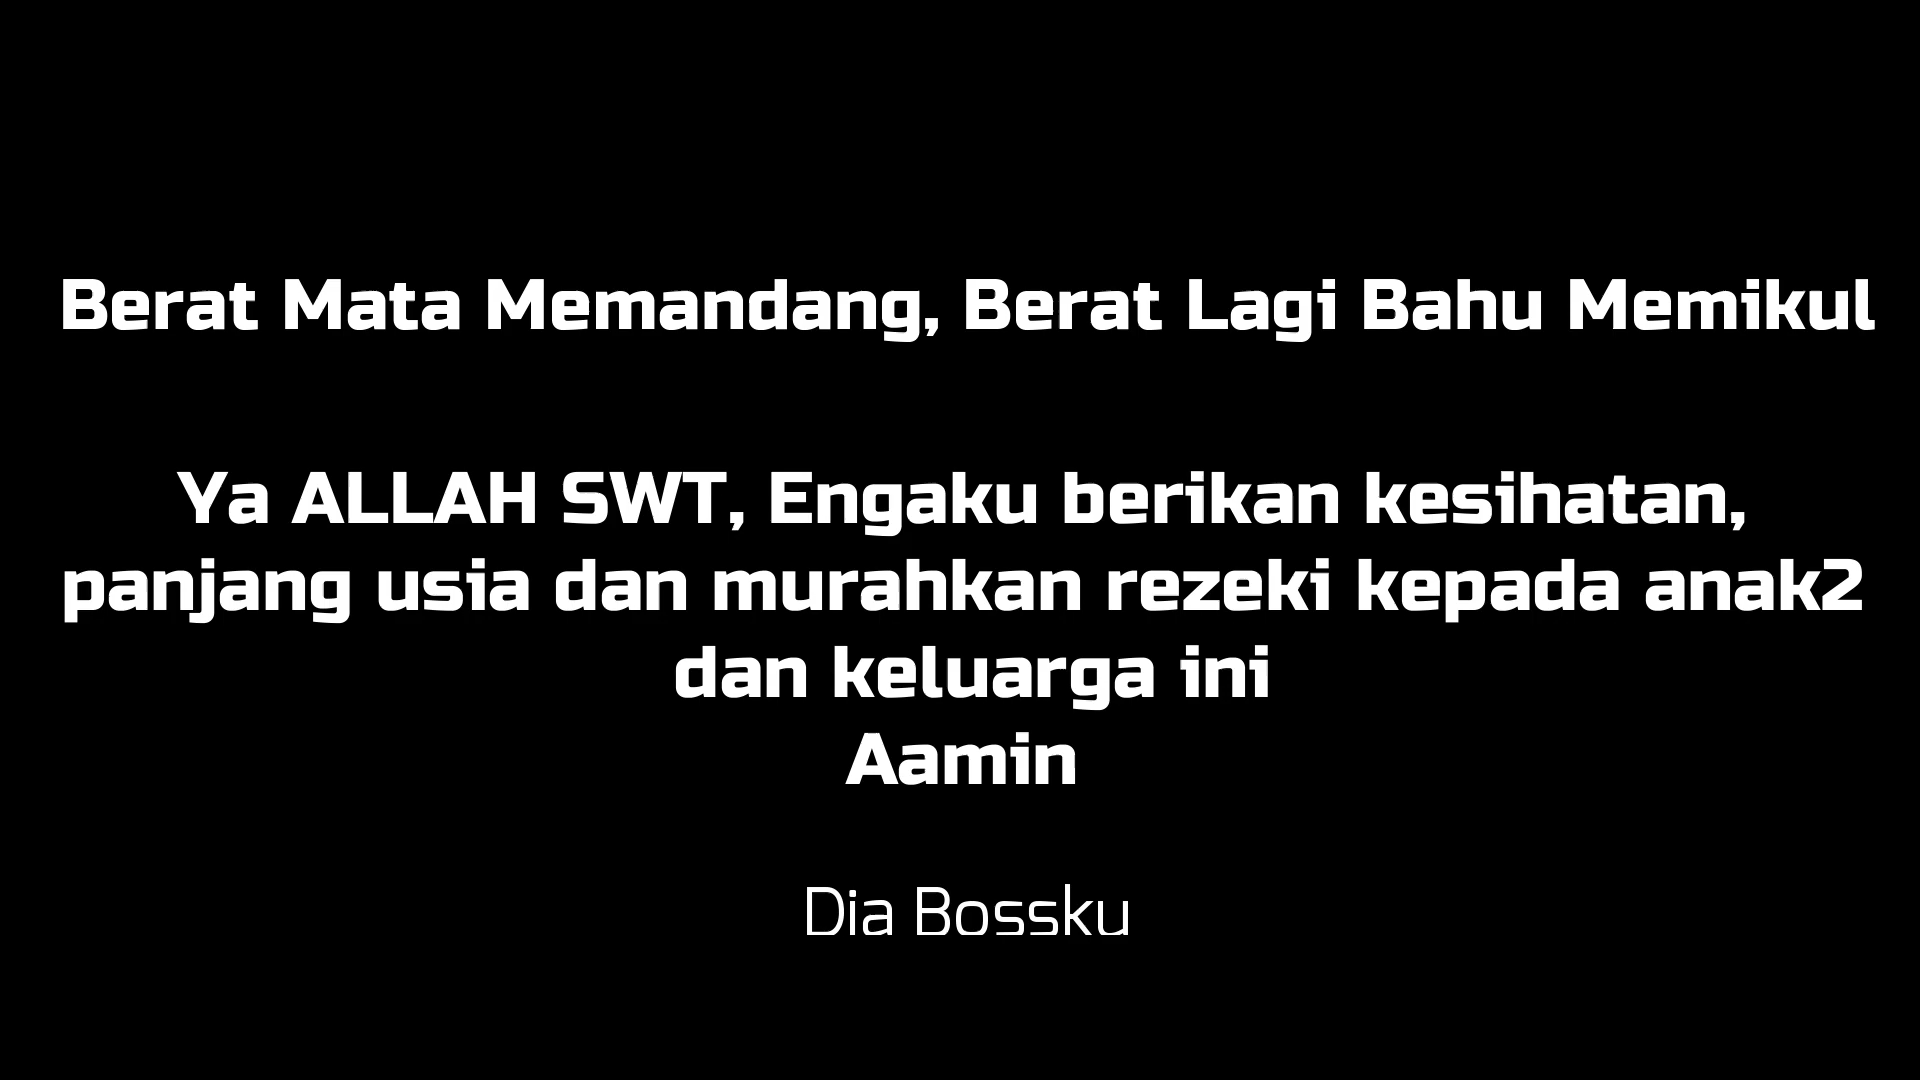 Berat Mata Memandang, Berat Lagi Bahu Memikul
Ya ALLAH SWT, Engaku berikan kesihatan,
panjang usia dan murahkan rezeki kepada anak2
dan keluarga ini
Aamin
Dia Bossku